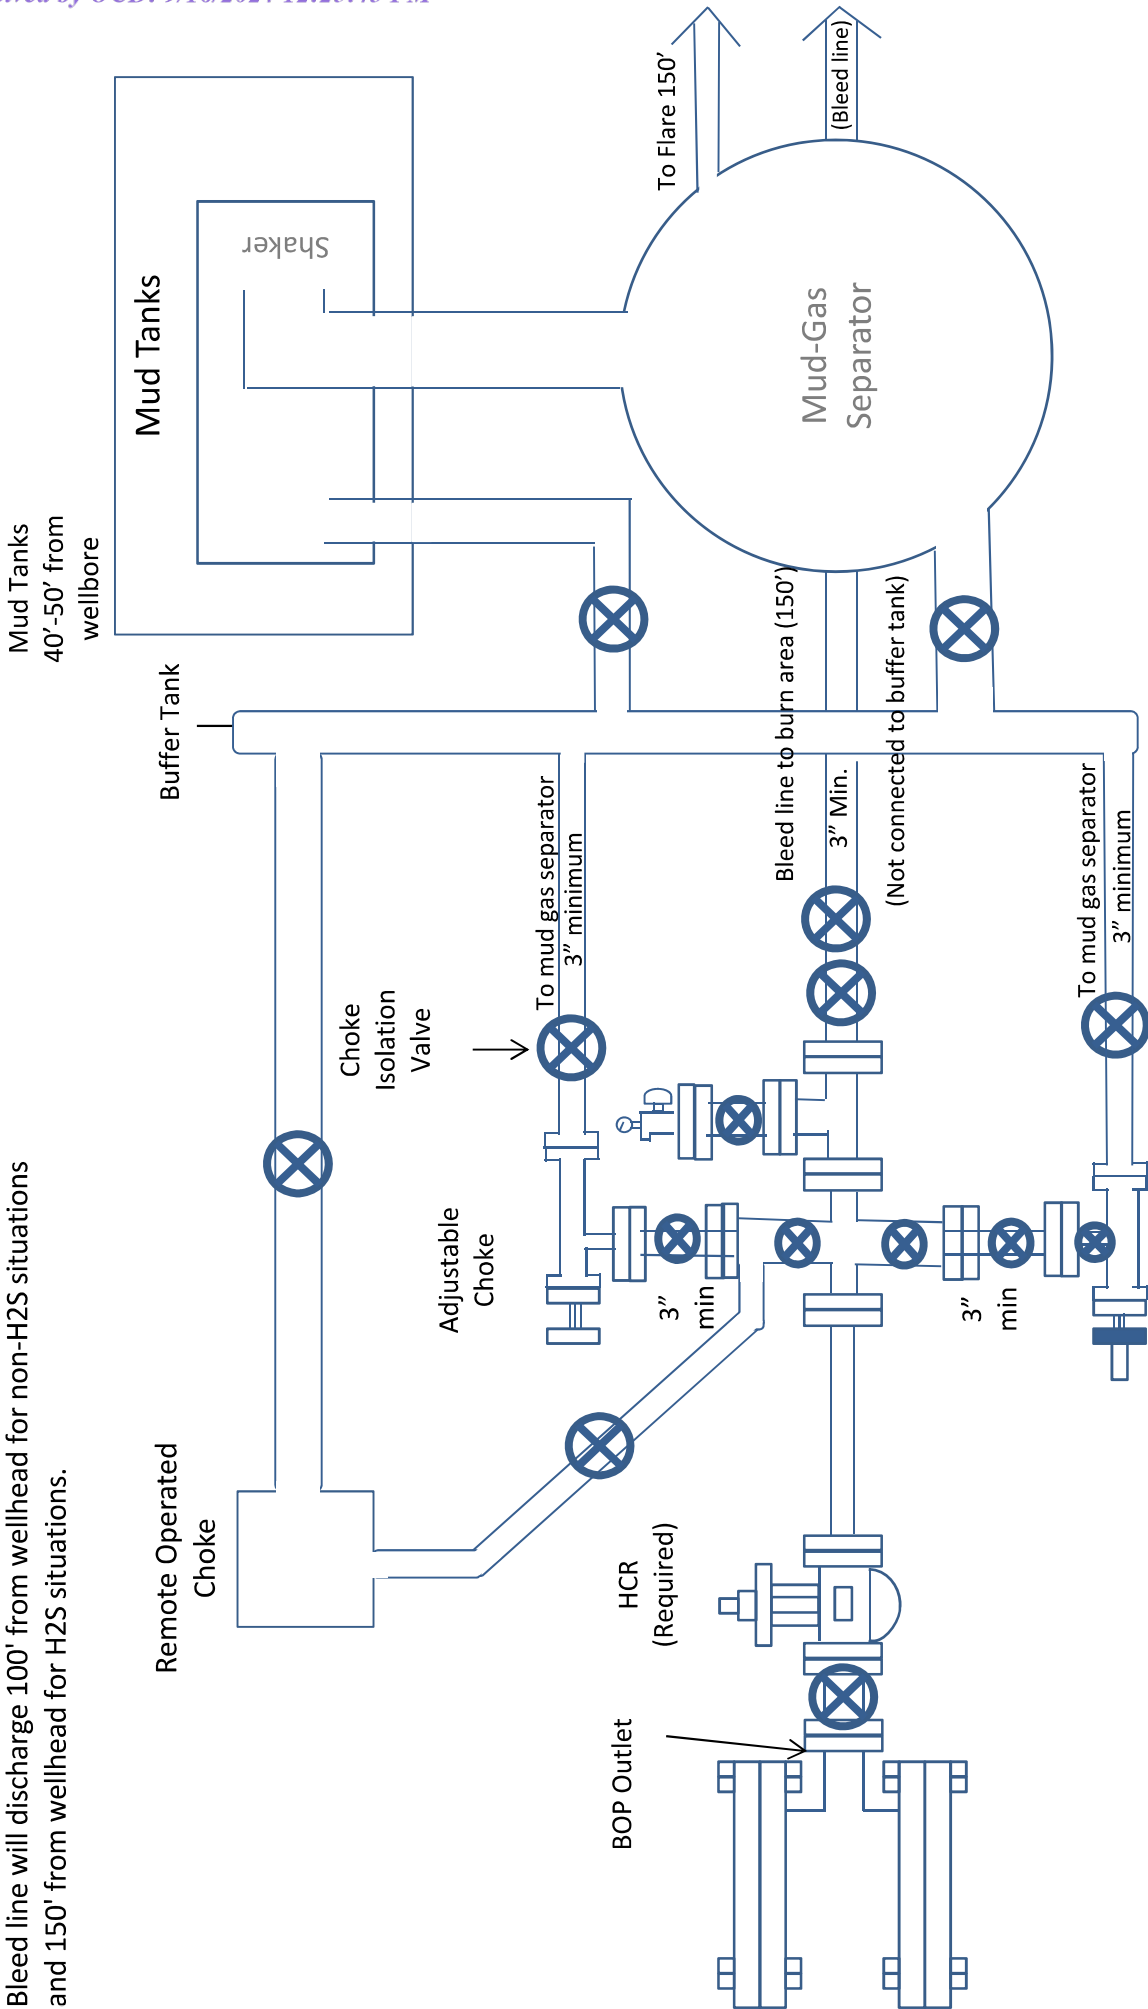 Bleed line will discharge 100' from wellhead for non-H2S situations
and 150' from wellhead for H2S situations.
Mud Tanks
40’-50’ from
wellbore
Mud Tanks
Shaker
Buffer Tank
Remote Operated
Choke
Choke
Isolation
Valve
Adjustable
Choke
To mud gas separator
3” minimum
To Flare 150’
(Bleed line)
Mud-Gas
Separator
Bleed line to burn area (150’)
3” Min.
(Not connected to buffer tank)
3”
min
3”
min
To mud gas separator
3” minimum
HCR
(Required)
BOP Outlet